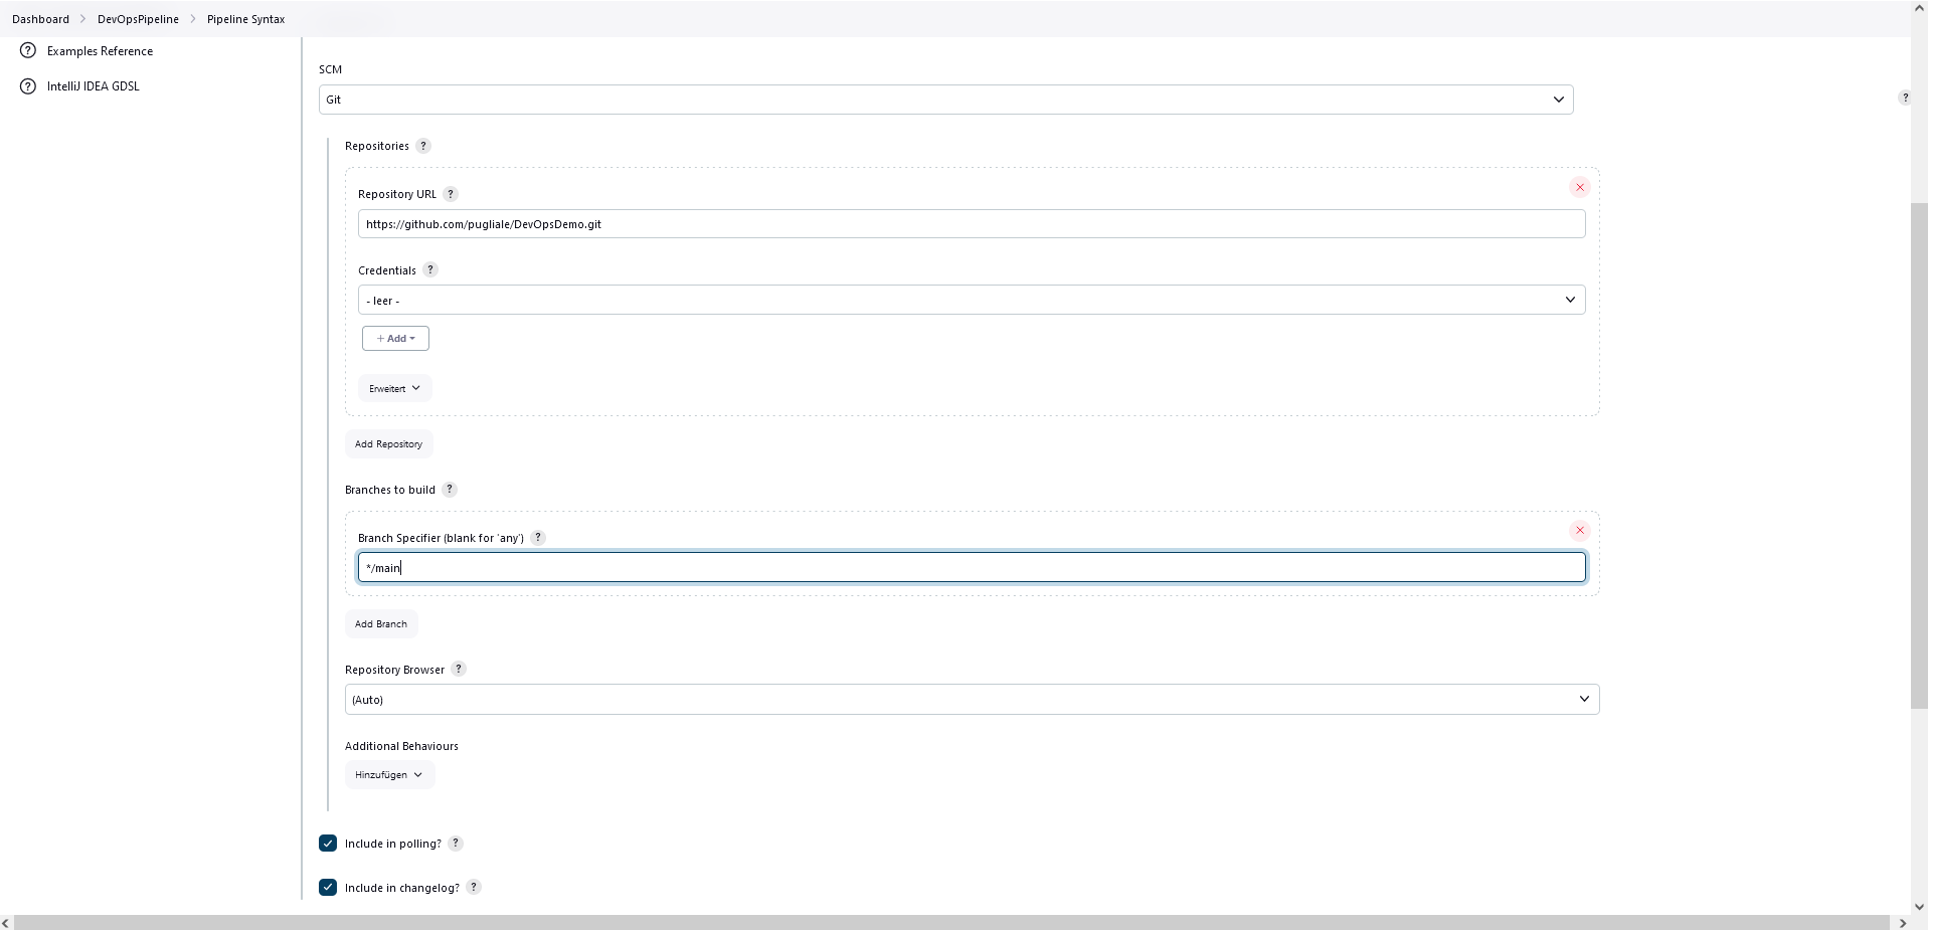 Dashboard > DevOpsPipeline > Pipeline Syntax
? Examples Reference
? IntelliJ IDEA GDSL
SCM
Git
?
Repositories ?
Repository URL ?
https://github.com/pugliale/DevOpsDemo.git
Credentials ?
- leer -
+ Add
Erweitert
Add Repository
Branches to build ?
Branch Specifier (blank for 'any') ?
*/main
Add Branch
Repository Browser ?
(Auto)
Additional Behaviours
Hinzufügen
Include in polling? ?
Include in changelog? ?